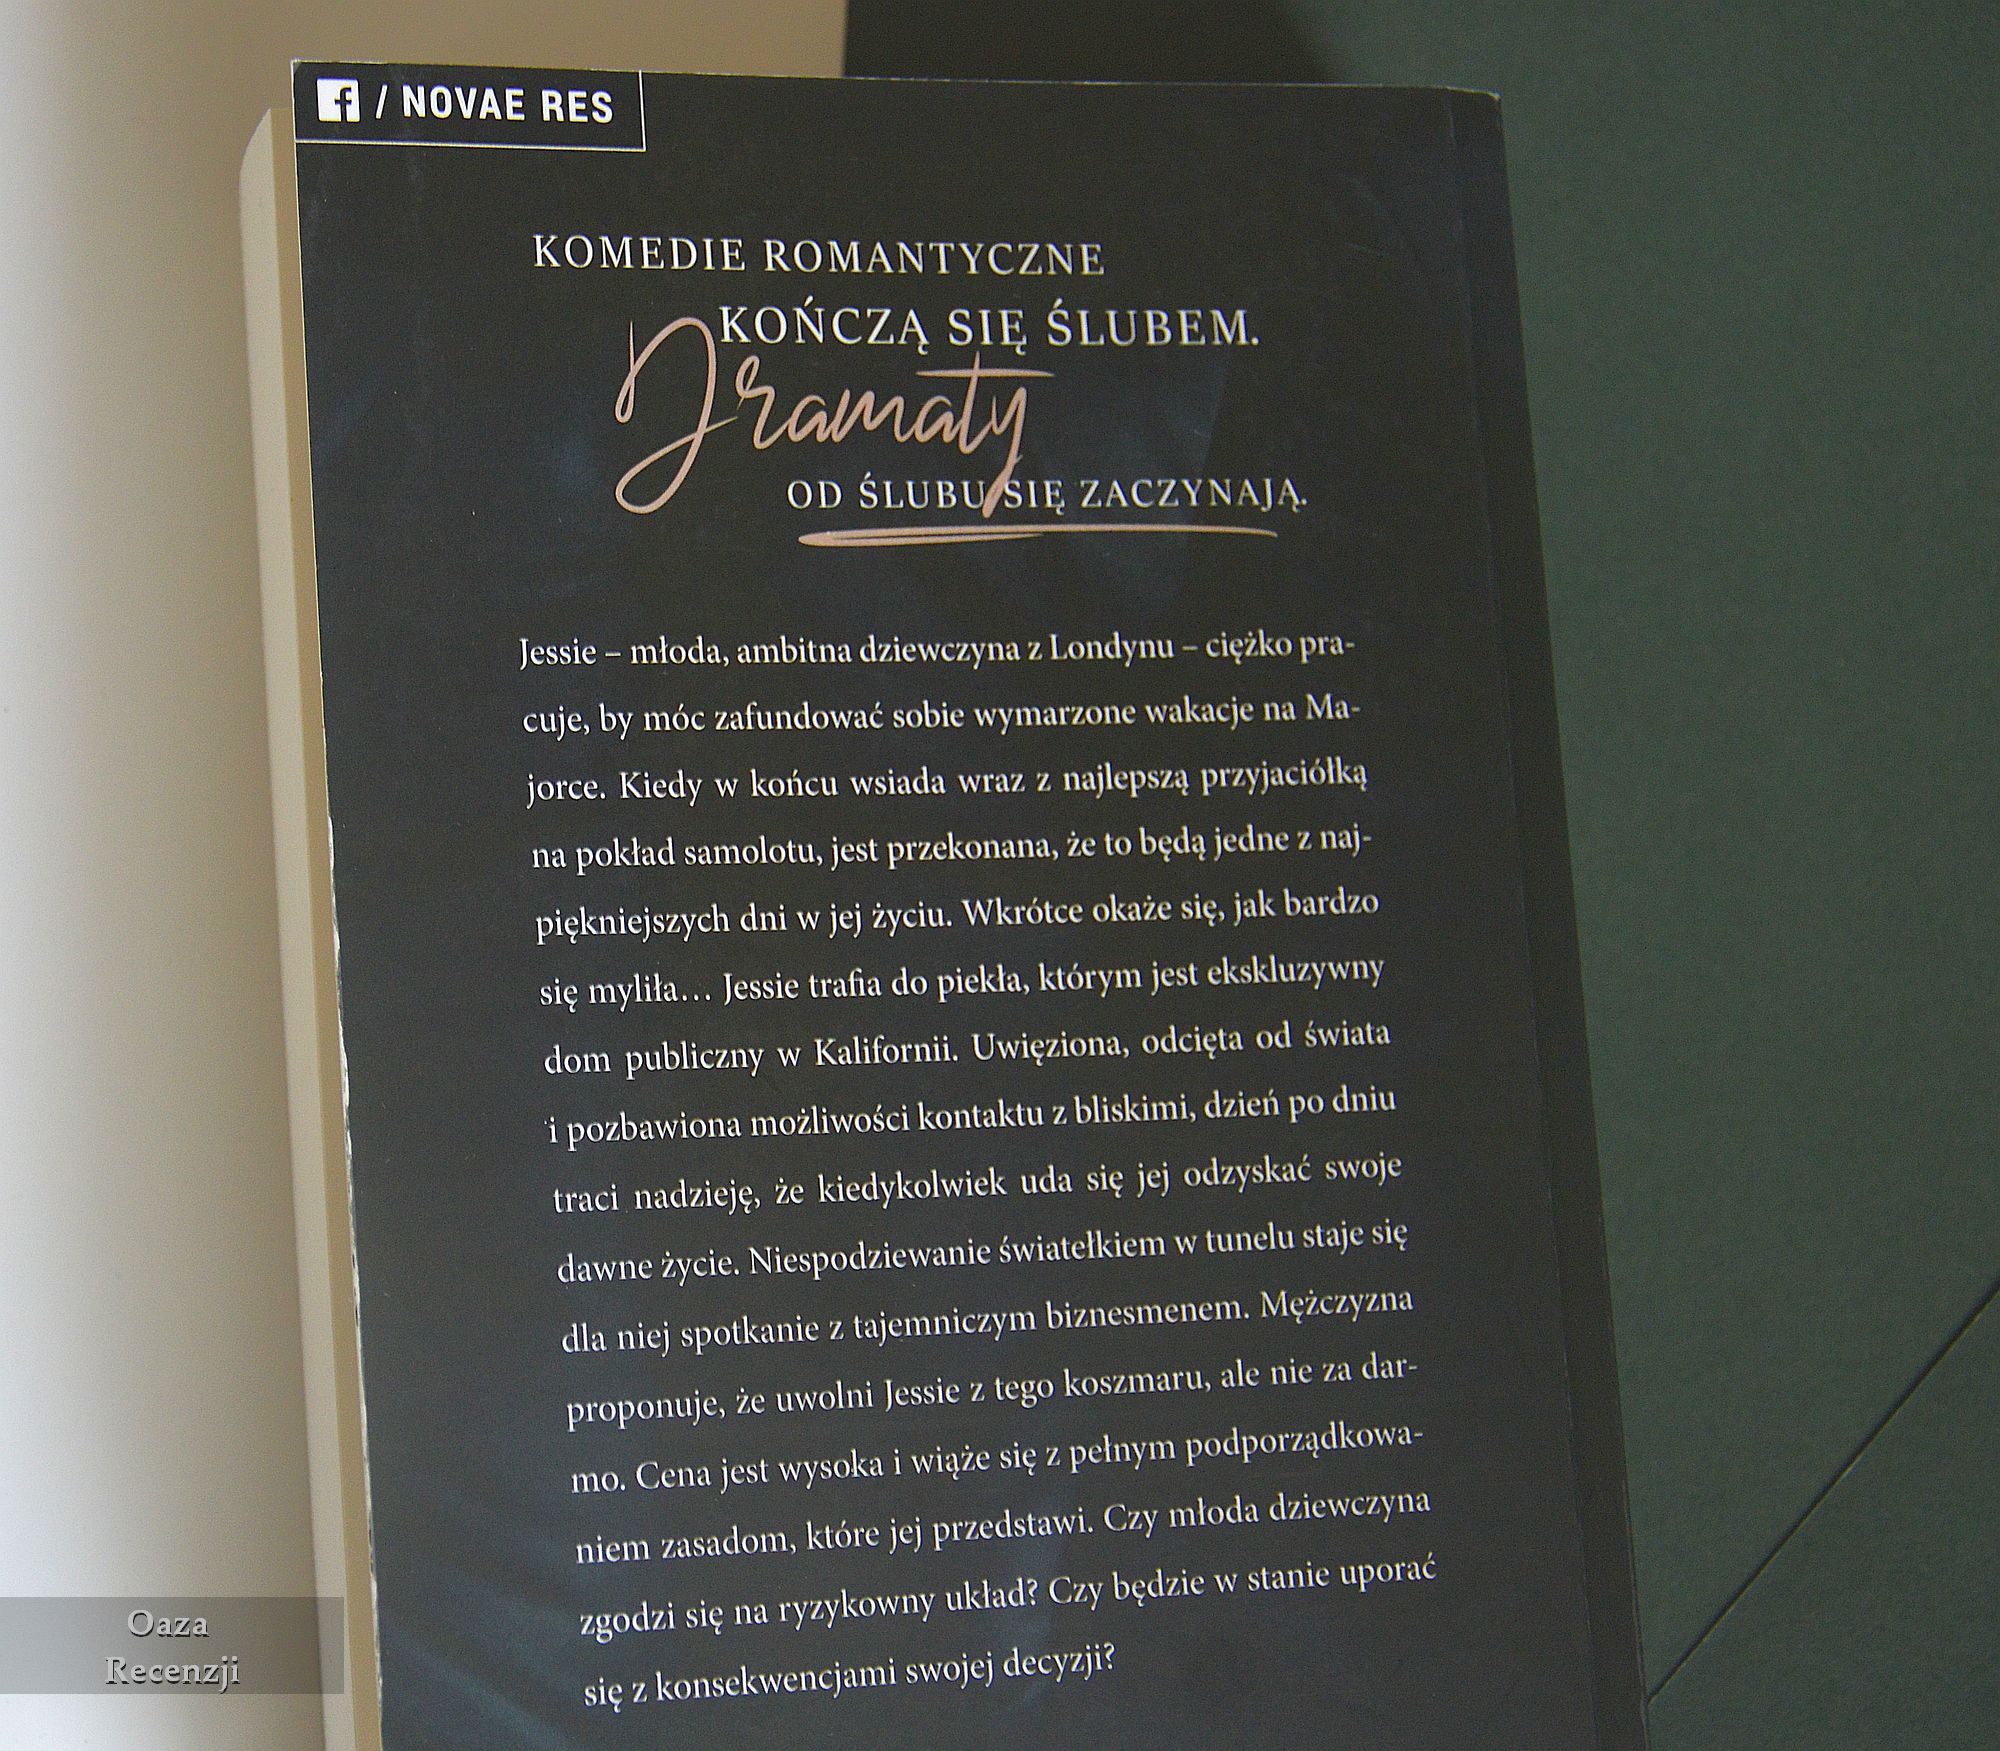 f / NOVAE RES
KOMEDIE ROMANTYCZNE
KOŃCZĄ SIĘ ŚLUBEM.
Dramaty
OD ŚLUBU SIĘ ZACZYNAJĄ.
Jessie – młoda, ambitna dziewczyna z Londynu – ciężko pra-
cuje, by móc zafundować sobie wymarzone wakacje na Ma-
jorce. Kiedy w końcu wsiada wraz z najlepszą przyjaciółką
na pokład samolotu, jest przekonana, że to będą jedne z naj-
piękniejszych dni w jej życiu. Wkrótce okaże się, jak bardzo
się myliła… Jessie trafia do piekła, którym jest ekskluzywny
dom publiczny w Kalifornii. Uwięziona, odcięta od świata
i pozbawiona możliwości kontaktu z bliskimi, dzień po dniu
traci nadzieję, że kiedykolwiek uda się jej odzyskać swoje
dawne życie. Niespodziewanie światełkiem w tunelu staje się
dla niej spotkanie z tajemniczym biznesmenem. Mężczyzna
proponuje, że uwolni Jessie z tego koszmaru, ale nie za dar-
mo. Cena jest wysoka i wiąże się z pełnym podporządkowa-
niem zasadom, które jej przedstawi. Czy młoda dziewczyna
zgodzi się na ryzykowny układ? Czy będzie w stanie uporać
się z konsekwencjami swojej decyzji?
Oaza
Recenzji